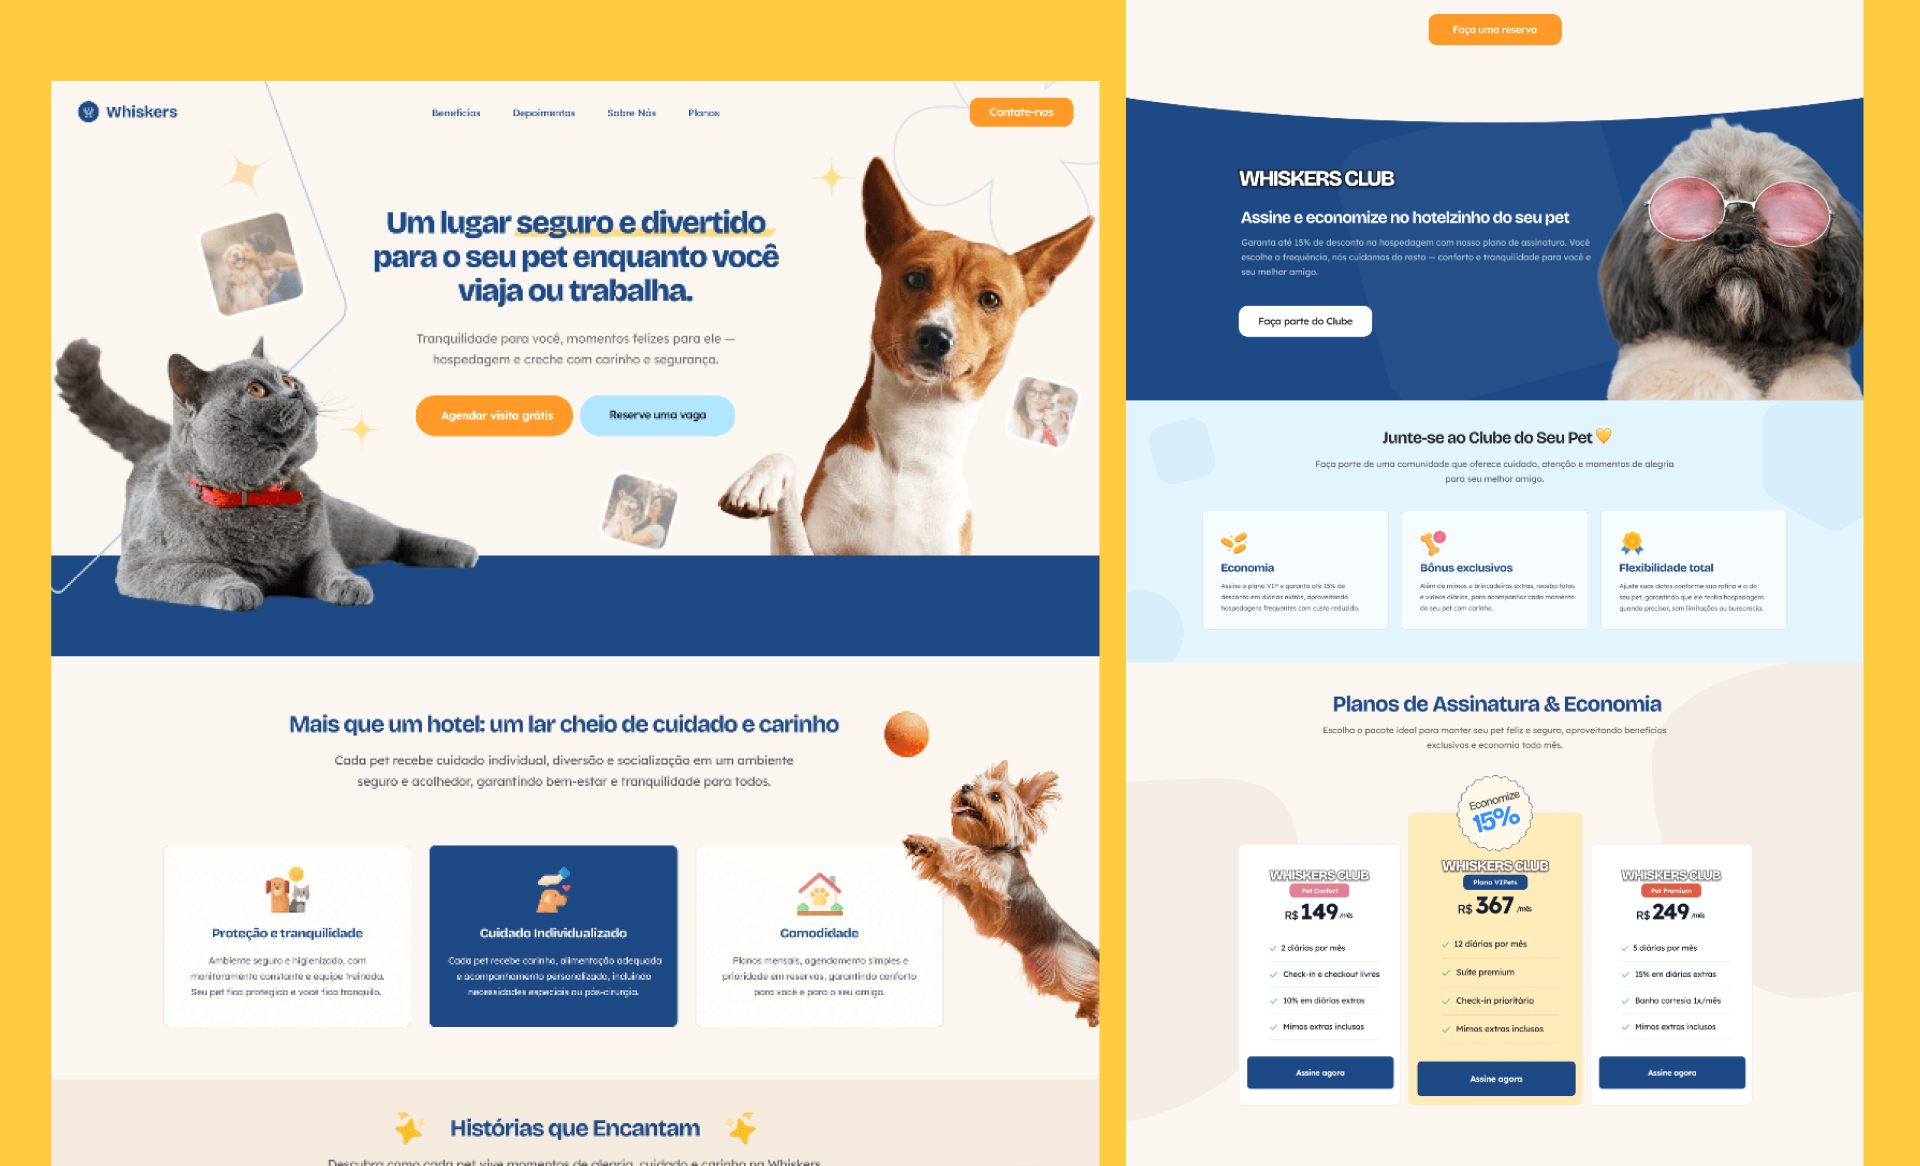 Whiskers
Benefícios
Depoimentos
Sobre Nós
Planos
Contate-nos
Um lugar seguro e divertido
para o seu pet enquanto você
viaja ou trabalha.
Tranquilidade para você, momentos felizes para ele —
hospedagem e creche com carinho e segurança.
Agendar visita grátis
Reserve uma vaga
Mais que um hotel: um lar cheio de cuidado e carinho
Cada pet recebe cuidado individual, diversão e socialização em um ambiente
seguro e acolhedor, garantindo bem-estar e tranquilidade para todos.
Proteção e tranquilidade
Ambiente seguro e higienizado, com
monitoramento constante e equipe treinada.
Seu pet fica protegido e você fica tranquilo.
Cuidado Individualizado
Cada pet recebe carinho, alimentação adequada
e acompanhamento personalizado, incluindo
necessidades especiais ou pós-cirurgia.
Comodidade
Planos mensais, agendamento simples e
prioridade em reservas, garantindo conforto
para você e para o seu amigo.
Histórias que Encantam
Descubra como cada pet vive momentos de alegria, cuidado e carinho na Whiskers
Faça uma reserva
WHISKERS CLUB
Assine e economize no hotelzinho do seu pet
Garanta até 15% de desconto na hospedagem com nosso plano de assinatura. Você
escolhe a frequência, nós cuidamos do resto — conforto e tranquilidade para você e
seu melhor amigo.
Faça parte do Clube
Junte-se ao Clube do Seu Pet 💛
Faça parte de uma comunidade que oferece cuidado, atenção e momentos de alegria
para seu melhor amigo.
Economia
Assine o plano VIP e garanta até 15% de
desconto em diárias extras, aproveitando
hospedagens frequentes com custo reduzido.
Bônus exclusivos
Além de mimos e brincadeiras extras, receba fotos
e vídeos diários, para acompanhar cada momento
do seu pet com carinho.
Flexibilidade total
Ajuste suas datas conforme sua rotina e a do
seu pet, garantindo que ele tenha hospedagem
quando precisar, sem limitações ou burocracia.
Planos de Assinatura & Economia
Escolha o pacote ideal para manter seu pet feliz e seguro, aproveitando benefícios
exclusivos e economia todo mês.
WHISKERS CLUB
Pet Confort
R$ 149 /mês
2 diárias por mês
Check-in e checkout livres
10% em diárias extras
Mimos extras inclusos
Assine agora
Economize
15%
WHISKERS CLUB
Plano VIPets
R$ 367 /mês
12 diárias por mês
Suíte premium
Check-in prioritário
Mimos extras inclusos
Assine agora
WHISKERS CLUB
Pet Premium
R$ 249 /mês
5 diárias por mês
15% em diárias extras
Banho cortesia 1x/mês
Mimos extras inclusos
Assine agora